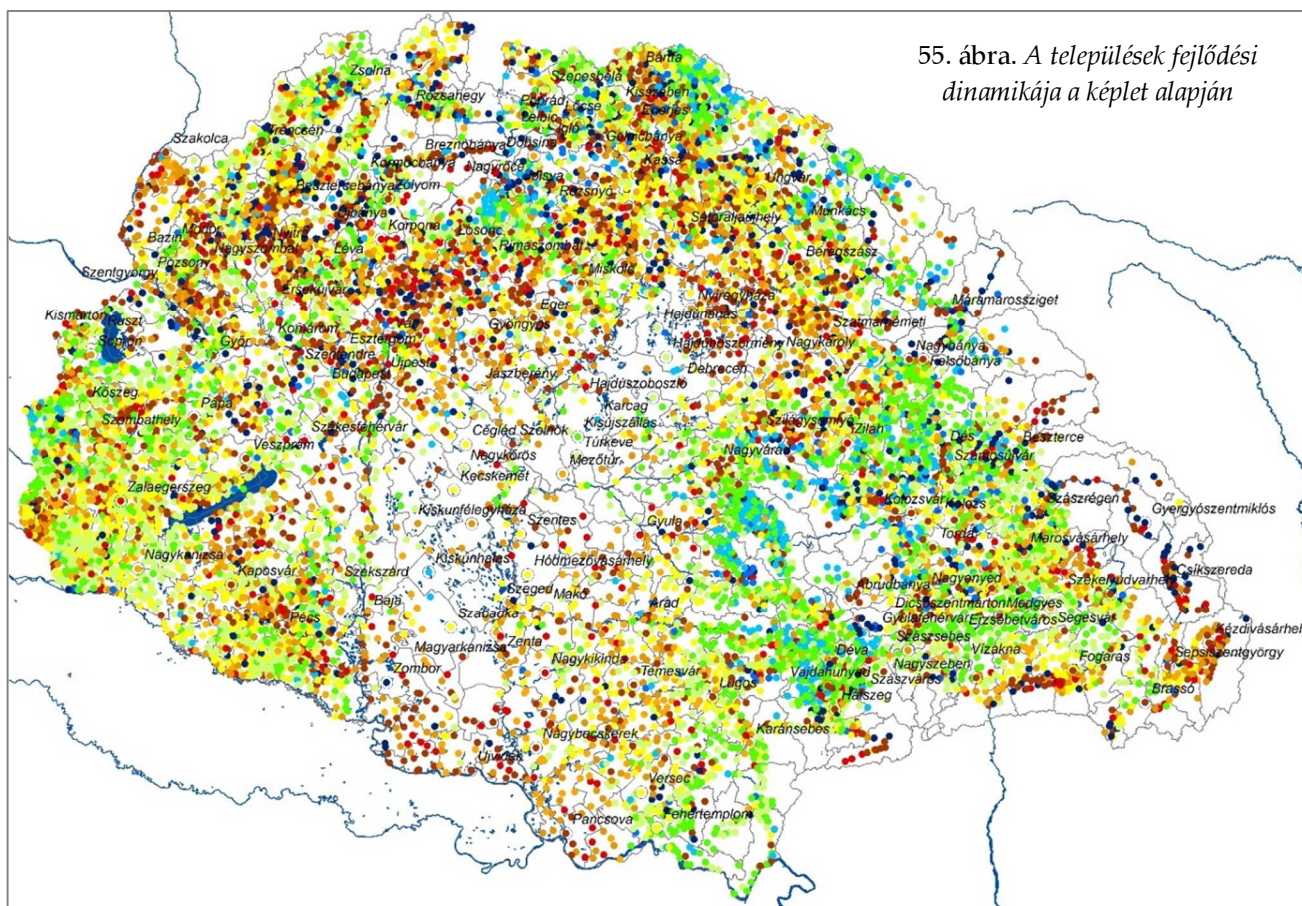 55. ábra. A települések fejlődési
dinamikája a képlet alapján
Bártfa
Zsolna
Szepesbéla
Rózsahegy
Kisszeben
Poprád
Lőcse
Eperjes
Leibic
Igló
Trencsén
Szakolca
Gölnicbánya
Breznóbánya
Dobsina
Kassa
Körmöcbánya
Nagyrőce
Jolsva
Ungvár
Besztercebánya
Zólyom
Rozsnyó
Munkács
Sátoraljaújhely
Korpona
Losonc
Modor
Nyitra
Bazin
Nagyszombat
Léva
Rimaszombat
Beregszász
Pozsony
Miskolc
Szentgyörgy
Érsekújvár
Nyíregyháza
Máramarossziget
Eger
Kismarton
Ruszt
Hajdúnánás
Komárom
Vác
Gyöngyös
Szatmárnémeti
Sopron
Győr
Esztergom
Hajdúböszörmény
Nagykároly
Nagybánya
Szentendre
Újpest
Felsőbánya
Budapest
Jászberény
Debrecen
Hajdúszoboszló
Kőszeg
Pápa
Karcag
Szombathely
Kisújszállás
Szilágysomlyó
Székesfehérvár
Cegléd
Szolnok
Zilah
Dés
Beszterce
Veszprém
Túrkeve
Nagyvárad
Szamosújvár
Nagykőrös
Mezőtúr
Kecskemét
Zalaegerszeg
Kolozsvár
Kolozs
Szászrégen
Kiskunfélegyháza
Gyergyószentmiklós
Szentes
Gyula
Torda
Marosvásárhely
Nagykanizsa
Kiskunhalas
Hódmezővásárhely
Kaposvár
Szekszárd
Csíkszereda
Szeged
Makó
Abrudbánya
Nagyenyed
Székelyudvarhely
Baja
Arad
Dicsőszentmárton
Medgyes
Szabadka
Pécs
Gyulafehérvár
Erzsébetváros
Segesvár
Kézdivásárhely
Zenta
Szászsebes
Magyarkanizsa
Déva
Vízakna
Sepsiszentgyörgy
Nagykikinda
Fogaras
Zombor
Temesvár
Vajdahunyad
Nagyszeben
Lugos
Szászváros
Brassó
Hátszeg
Karánsebes
Nagybecskerek
Újvidék
Versec
Pancsova
Fehértemplom